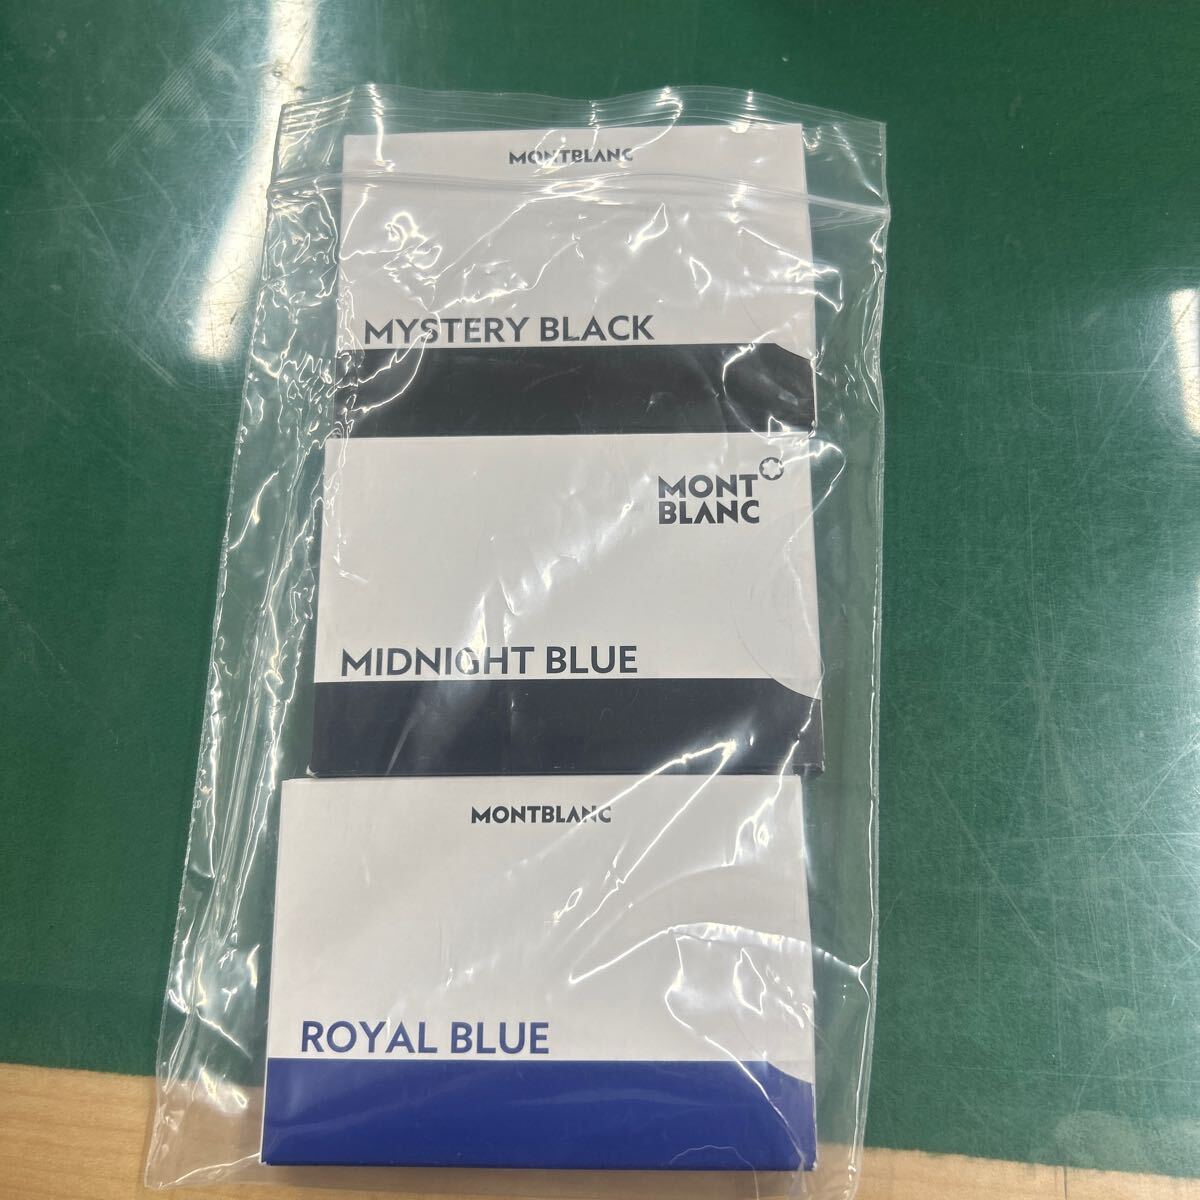 MONTBLANC
MYSTERY BLACK
MONT
BLANC
MIDNIGHT BLUE
MONTBLANC
ROYAL BLUE